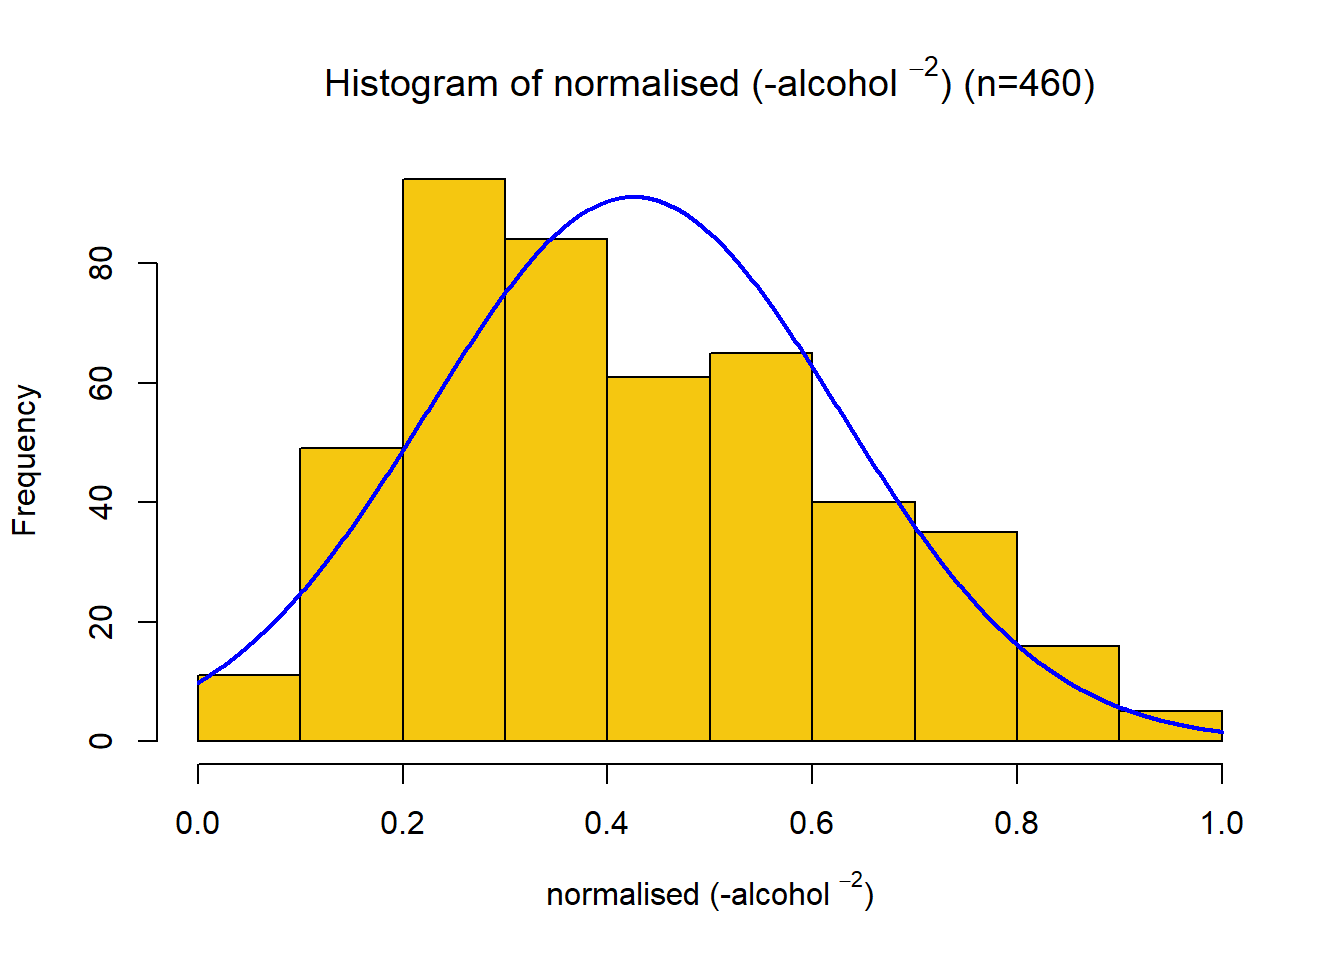 Histogram of normalised (-alcohol ⁻²) (n=460)
Frequency
80
60
40
20
0
0.0 0.2 0.4 0.6 0.8 1.0
normalised (-alcohol ⁻²)